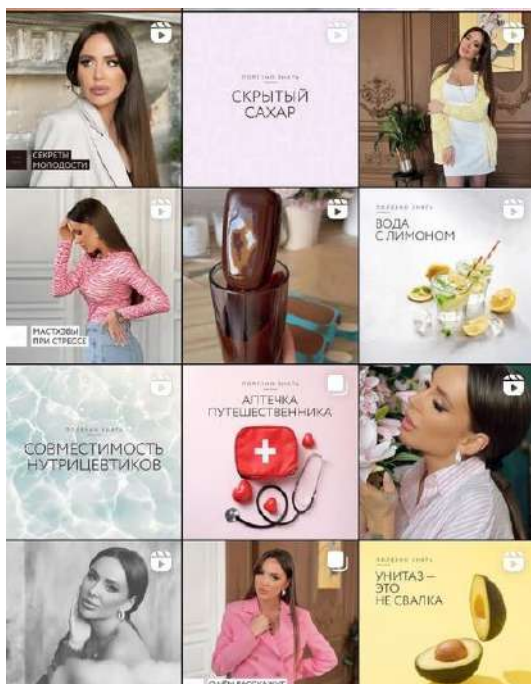 СЕКРЕТЫ
МОЛОДОСТИ
ПОЛЕЗНО ЗНАТЬ
СКРЫТЫЙ
САХАР
МАСТХЭВЫ
ПРИ СТРЕССЕ
ПОЛЕЗНО ЗНАТЬ
ВОДА
С ЛИМОНОМ
ПОЛЕЗНО ЗНАТЬ
СОВМЕСТИМОСТЬ
НУТРИЦЕВТИКОВ
ПОЛЕЗНО ЗНАТЬ
АПТЕЧКА
ПУТЕШЕСТВЕННИКА
ПОЛЕЗНО ЗНАТЬ
УНИТАЗ —
ЭТО
НЕ СВАЛКА